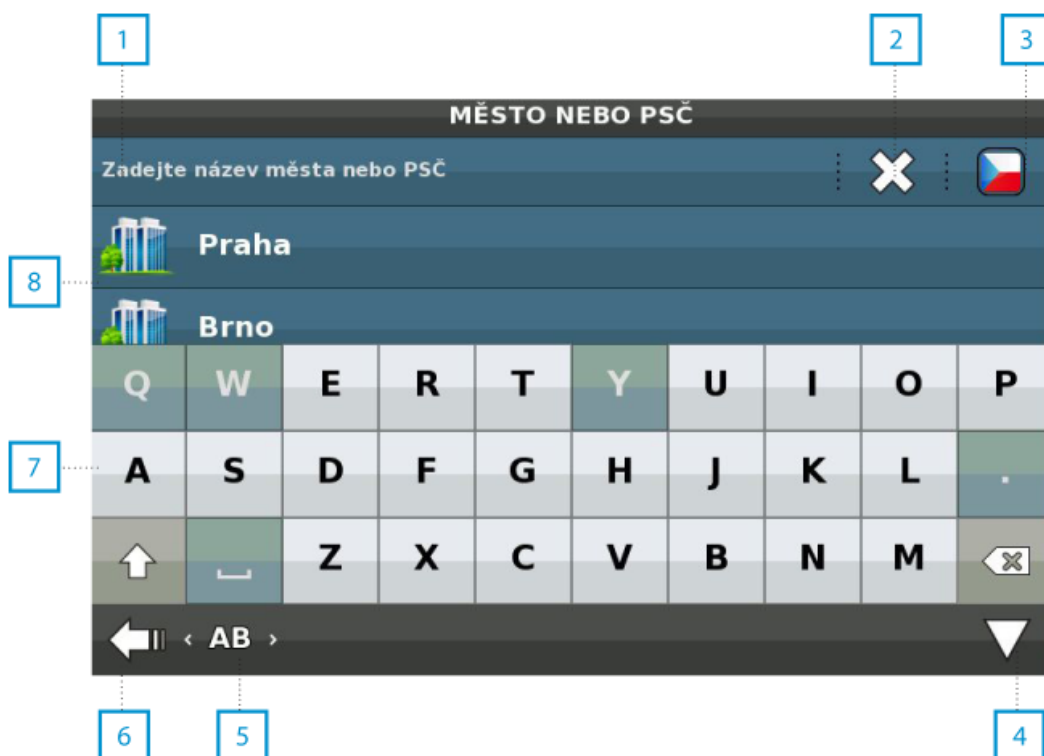 1 2 3
MĚSTO NEBO PSČ
Zadejte název města nebo PSČ
Praha
8
Brno
Q W E R T Y U I O P
7 A S D F G H J K L .
Z X C V B N M
‹ AB ›
6 5 4